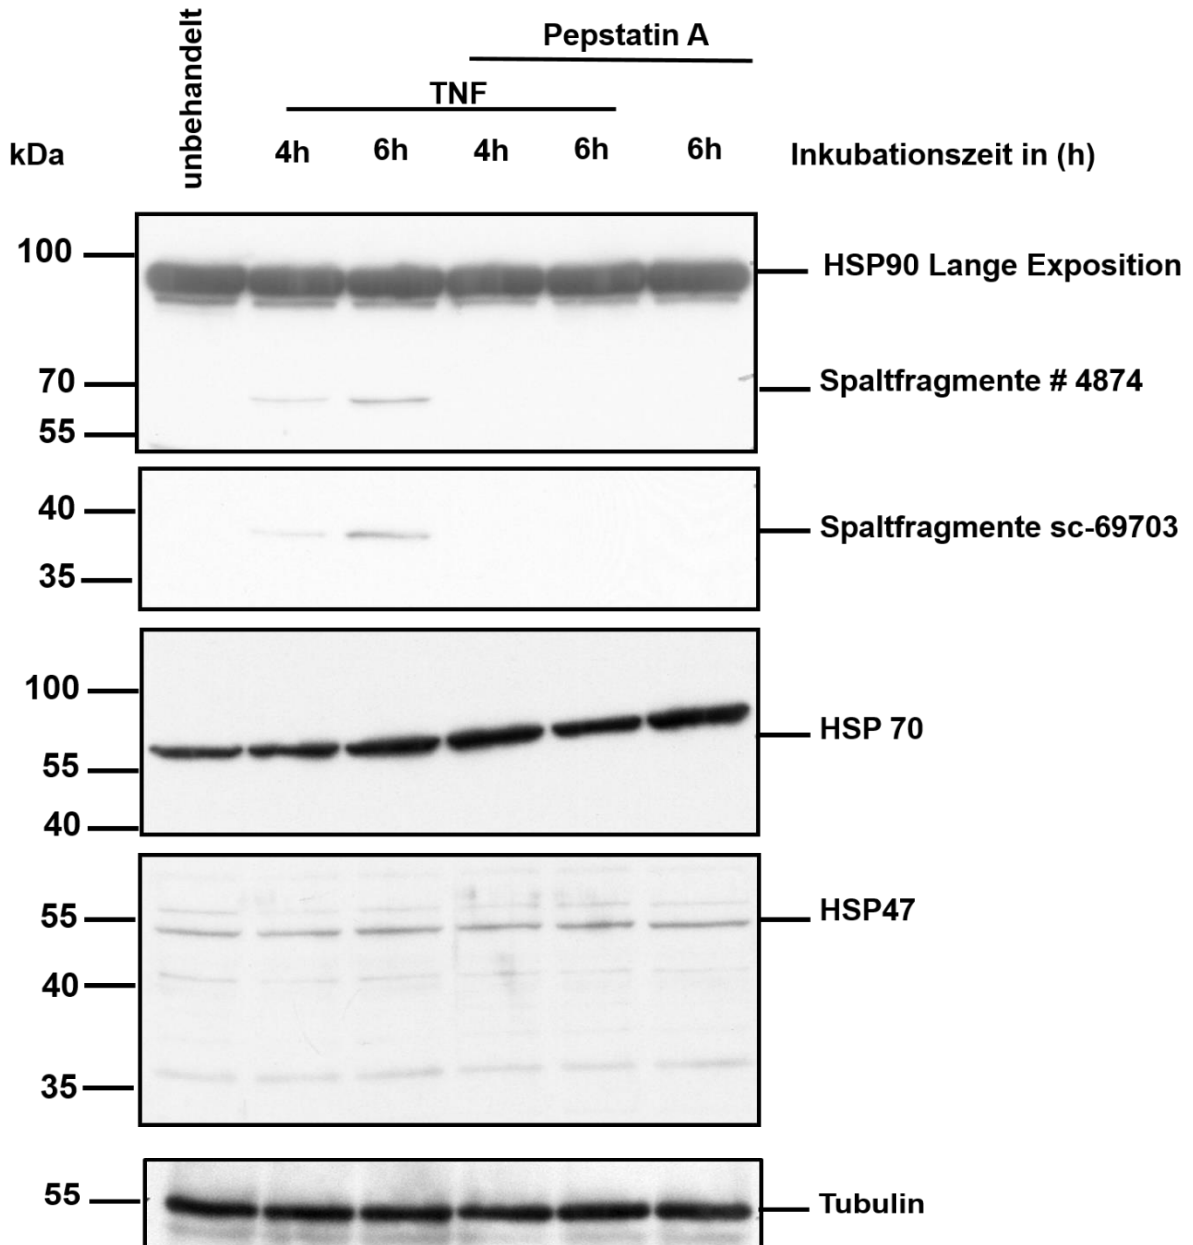 unbehandelt
Pepstatin A
TNF
kDa
4h 6h 4h 6h 6h Inkubationszeit in (h)
100
HSP90 Lange Exposition
70
Spaltfragmente # 4874
55
40
Spaltfragmente sc-69703
35
100
HSP 70
55
40
HSP47
55
40
35
55
Tubulin